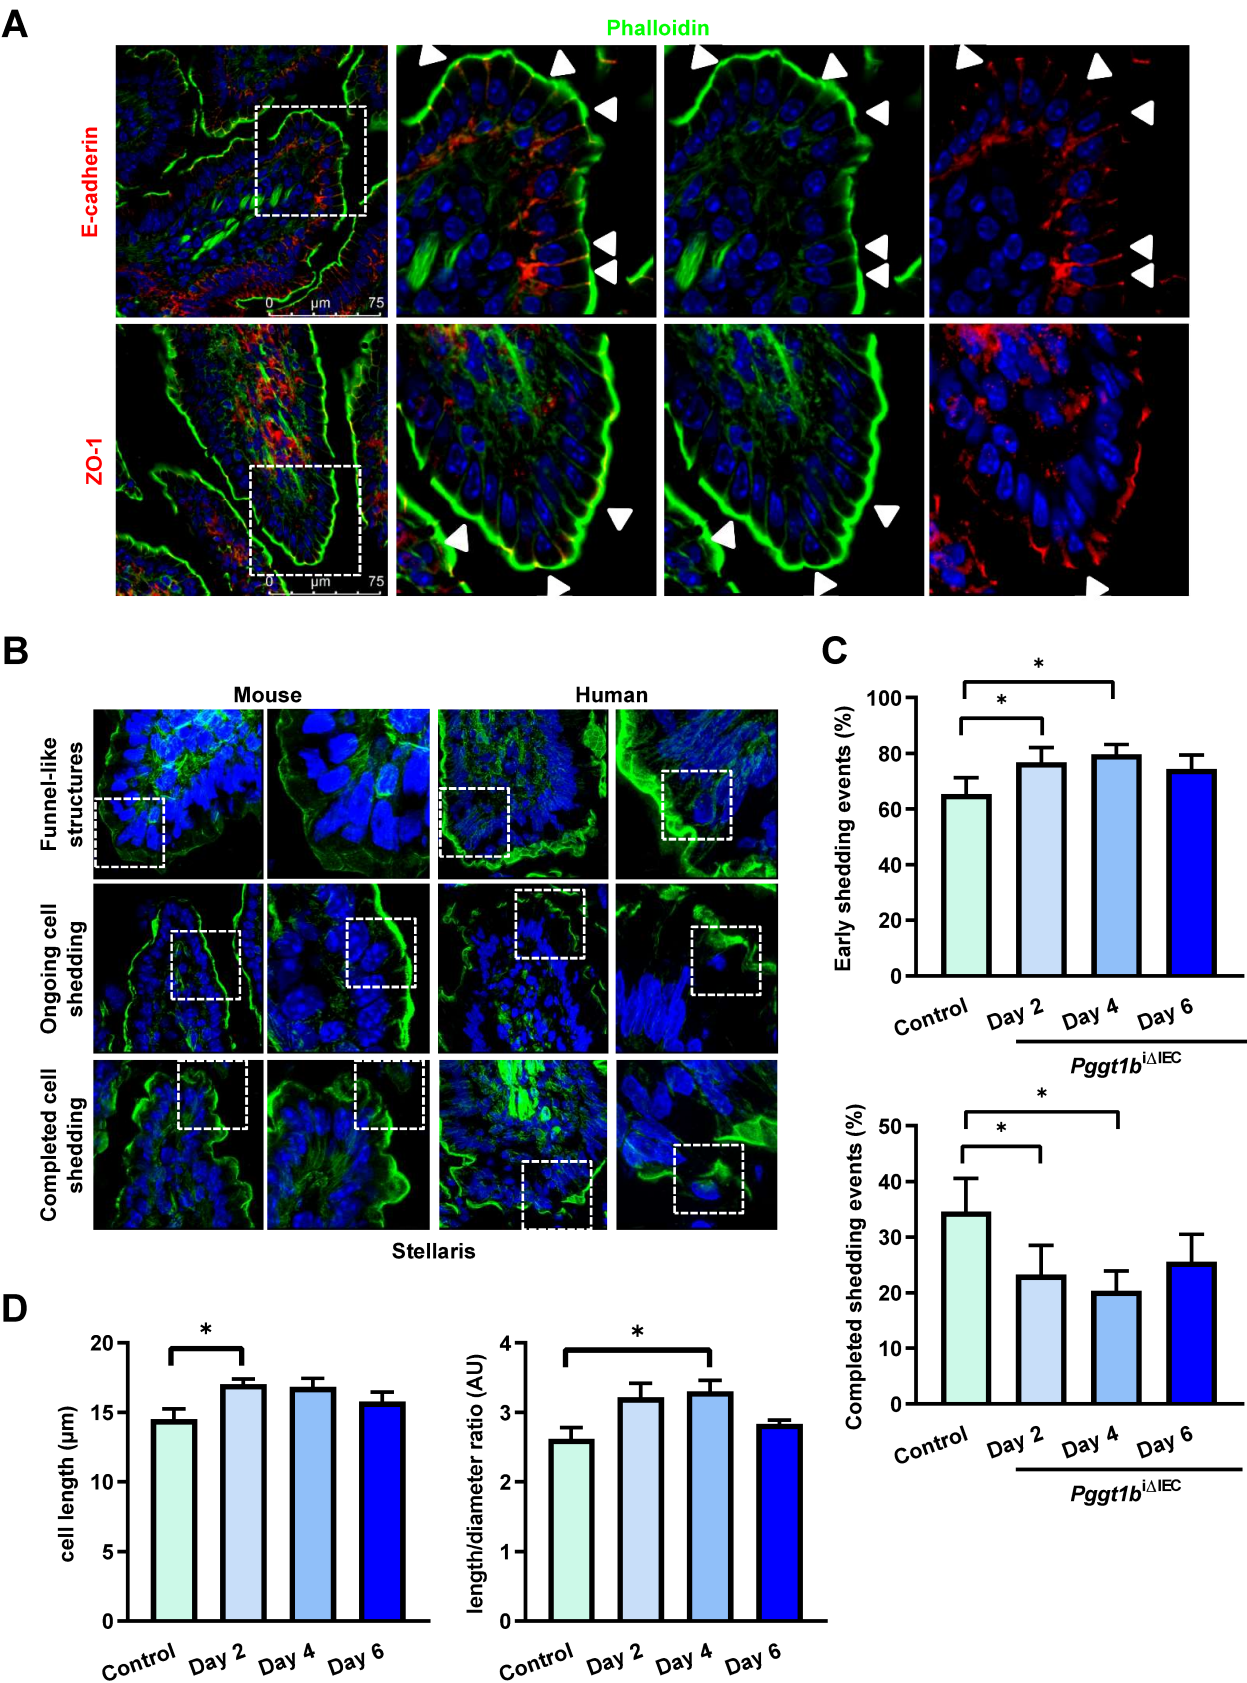 A
Phalloidin
E-cadherin
0 µm 75
ZO-1
0 µm 75
B
Mouse
Human
Funnel-like
structures
Ongoing cell
shedding
Completed cell
shedding
Stellaris
C
*
*
Early shedding events (%)
100
80
60
40
20
0
Control
Day 2
Day 4
Day 6
Pggt1b iΔIEC
*
*
Completed shedding events (%)
50
40
30
20
10
0
Control
Day 2
Day 4
Day 6
Pggt1b iΔIEC
D
*
cell length (µm)
20
15
10
5
0
Control
Day 2
Day 4
Day 6
*
length/diameter ratio (AU)
4
3
2
1
0
Control
Day 2
Day 4
Day 6